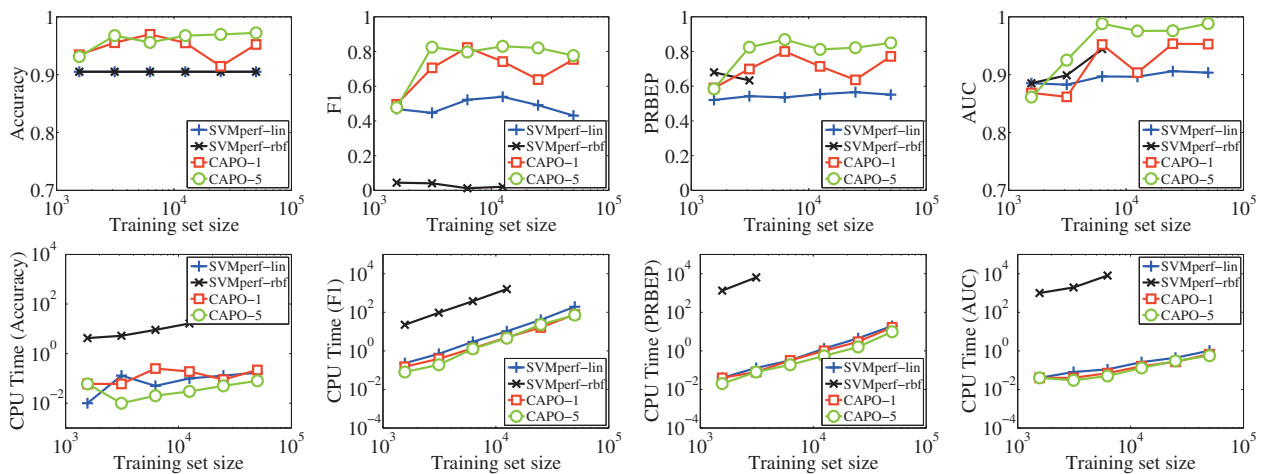 1
0.9
0.8
0.7
Accuracy
10^3
10^4
10^5
Training set size
SVMperf-lin
SVMperf-rbf
CAPO-1
CAPO-5
1
0.8
0.6
0.4
0.2
0
F1
10^3
10^4
10^5
Training set size
SVMperf-lin
SVMperf-rbf
CAPO-1
CAPO-5
1
0.8
0.6
0.4
0.2
0
PRBEP
10^3
10^4
10^5
Training set size
SVMperf-lin
SVMperf-rbf
CAPO-1
CAPO-5
1
0.9
0.8
0.7
AUC
10^3
10^4
10^5
Training set size
SVMperf-lin
SVMperf-rbf
CAPO-1
CAPO-5
10^4
10^2
10^0
10^-2
CPU Time (Accuracy)
10^3
10^4
10^5
Training set size
SVMperf-lin
SVMperf-rbf
CAPO-1
CAPO-5
10^4
10^2
10^0
10^-2
10^-4
CPU Time (F1)
10^3
10^4
10^5
Training set size
SVMperf-lin
SVMperf-rbf
CAPO-1
CAPO-5
10^4
10^2
10^0
10^-2
10^-4
CPU Time (PRBEP)
10^3
10^4
10^5
Training set size
SVMperf-lin
SVMperf-rbf
CAPO-1
CAPO-5
10^4
10^2
10^0
10^-2
10^-4
CPU Time (AUC)
10^3
10^4
10^5
Training set size
SVMperf-lin
SVMperf-rbf
CAPO-1
CAPO-5